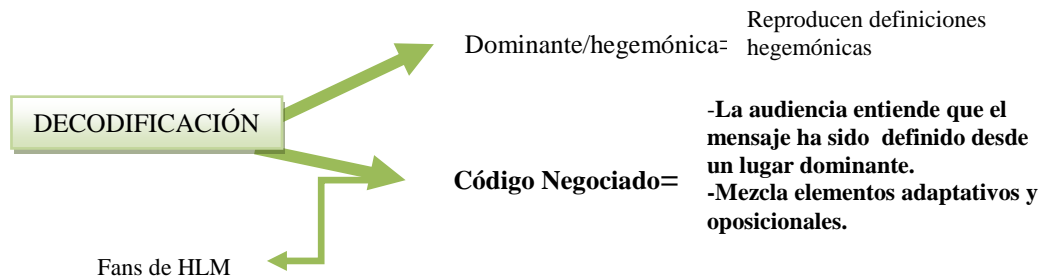 Dominante/hegemónica=
Reproducen definiciones
hegemónicas
DECODIFICACIÓN
Código Negociado=
-La audiencia entiende que el
mensaje ha sido definido desde
un lugar dominante.
-Mezcla elementos adaptativos y
oposicionales.
Fans de HLM